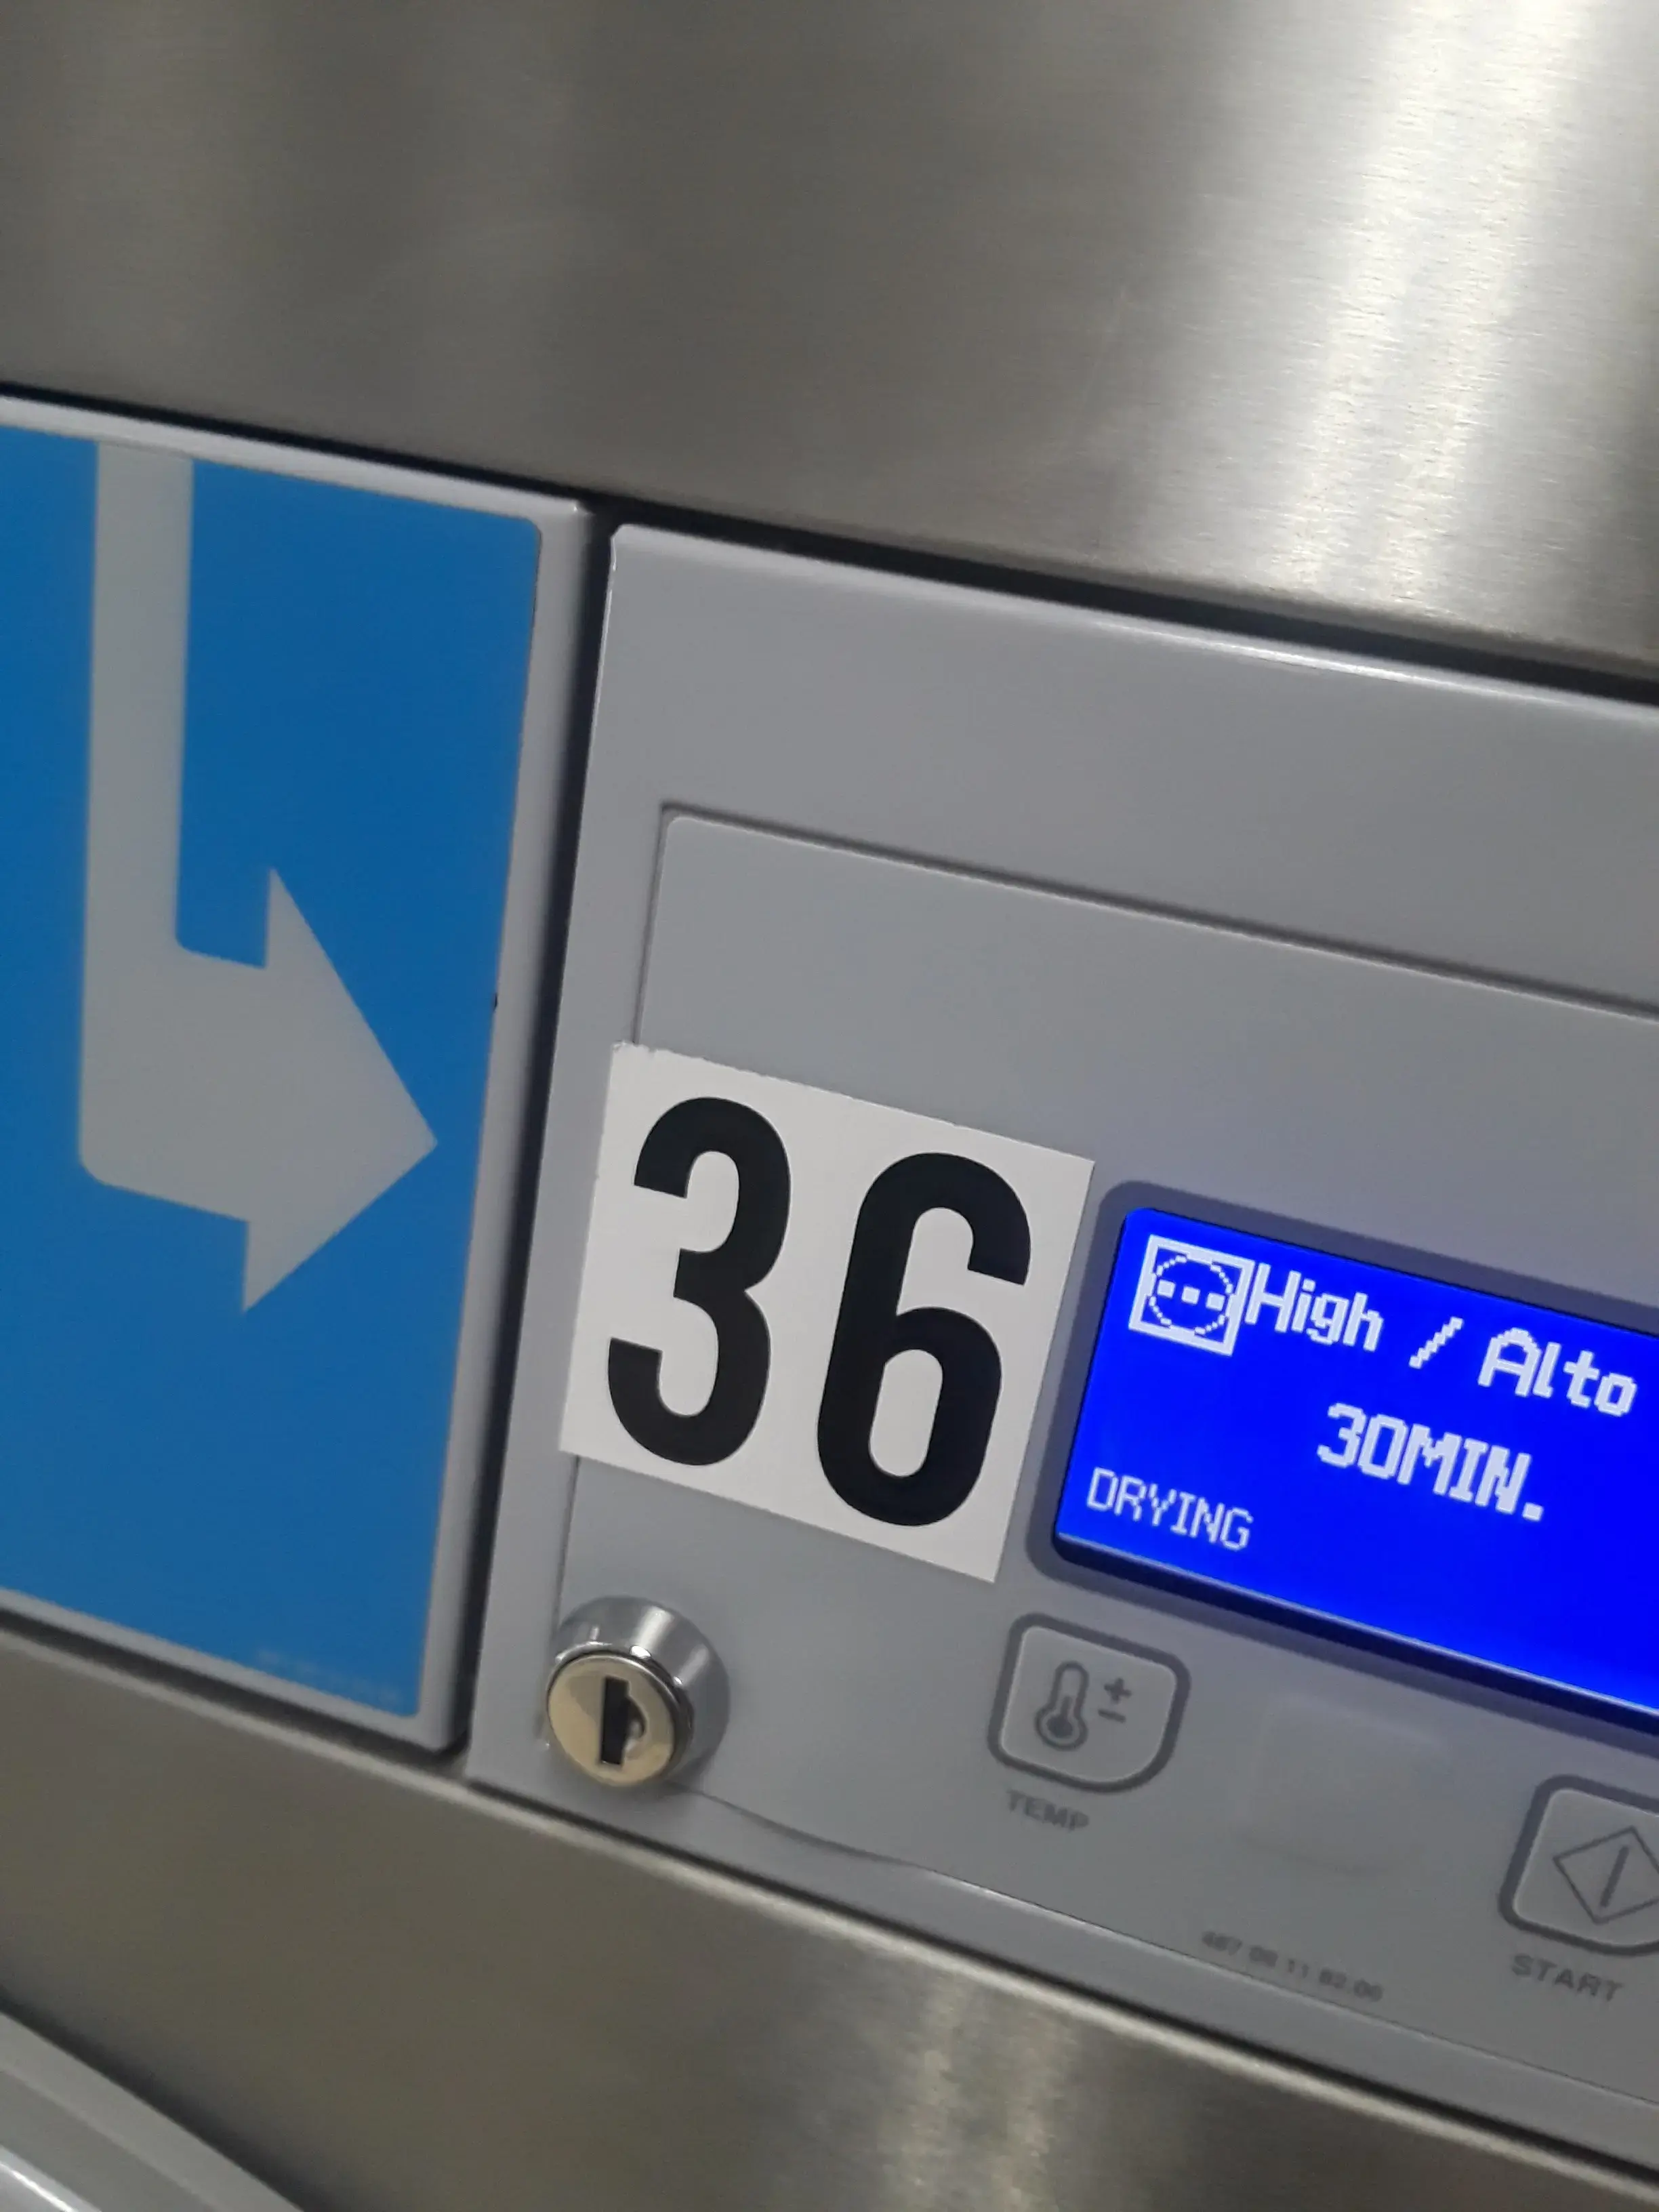 36
High / Alto
30MIN.
DRYING
TEMP
START